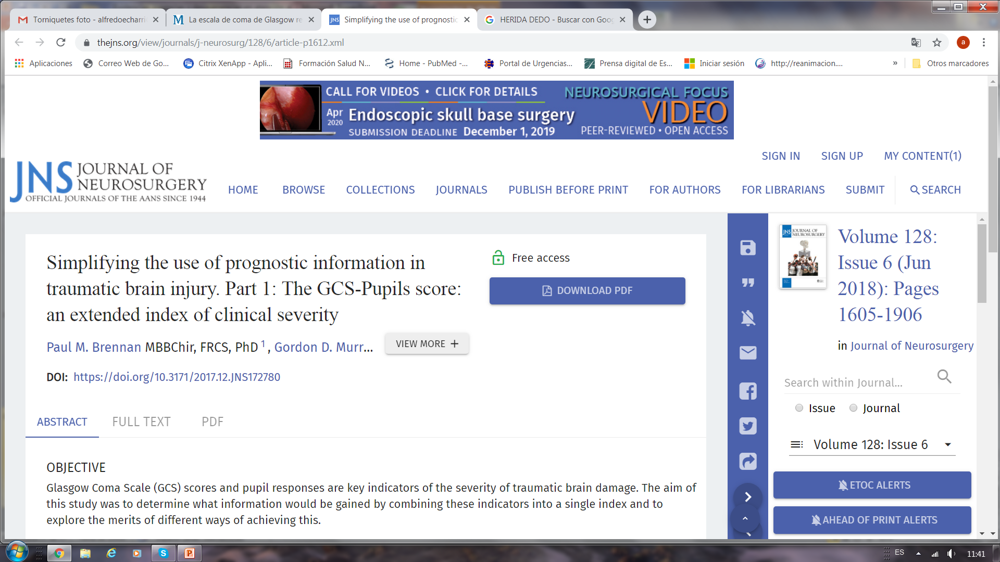 Torniquetes foto - alfredoecharri
La escala de coma de Glasgow re
Simplifying the use of prognostic
HERIDA DEDO - Buscar con Goog
thejns.org/view/journals/j-neurosurg/128/6/article-p1612.xml
a
Aplicaciones
Correo Web de Go...
Citrix XenApp - Apli...
Formación Salud N...
Home - PubMed -...
Portal de Urgencias...
Prensa digital de Es...
Iniciar sesión
http://reanimacion....
»
Otros marcadores
CALL FOR VIDEOS • CLICK FOR DETAILS
Apr 2020
Endoscopic skull base surgery
SUBMISSION DEADLINE December 1, 2019
NEUROSURGICAL FOCUS
VIDEO
PEER-REVIEWED • OPEN ACCESS
SIGN IN
SIGN UP
MY CONTENT(1)
JNS JOURNAL OF
NEUROSURGERY
OFFICIAL JOURNALS OF THE AANS SINCE 1944
HOME
BROWSE
COLLECTIONS
JOURNALS
PUBLISH BEFORE PRINT
FOR AUTHORS
FOR LIBRARIANS
SUBMIT
SEARCH
Simplifying the use of prognostic information in
traumatic brain injury. Part 1: The GCS-Pupils score:
an extended index of clinical severity
Free access
DOWNLOAD PDF
Paul M. Brennan MBBChir, FRCS, PhD 1 , Gordon D. Murr...
VIEW MORE +
DOI: https://doi.org/10.3171/2017.12.JNS172780
ABSTRACT
FULL TEXT
PDF
OBJECTIVE
Glasgow Coma Scale (GCS) scores and pupil responses are key indicators of the severity of traumatic brain damage. The aim of
this study was to determine what information would be gained by combining these indicators into a single index and to
explore the merits of different ways of achieving this.
JNS JOURNAL OF
NEUROSURGERY
Volume 128:
Issue 6 (Jun
2018): Pages
1605-1906
in Journal of Neurosurgery
Search within Journal...
Issue
Journal
Volume 128: Issue 6
ETOC ALERTS
AHEAD OF PRINT ALERTS
ES
11:41